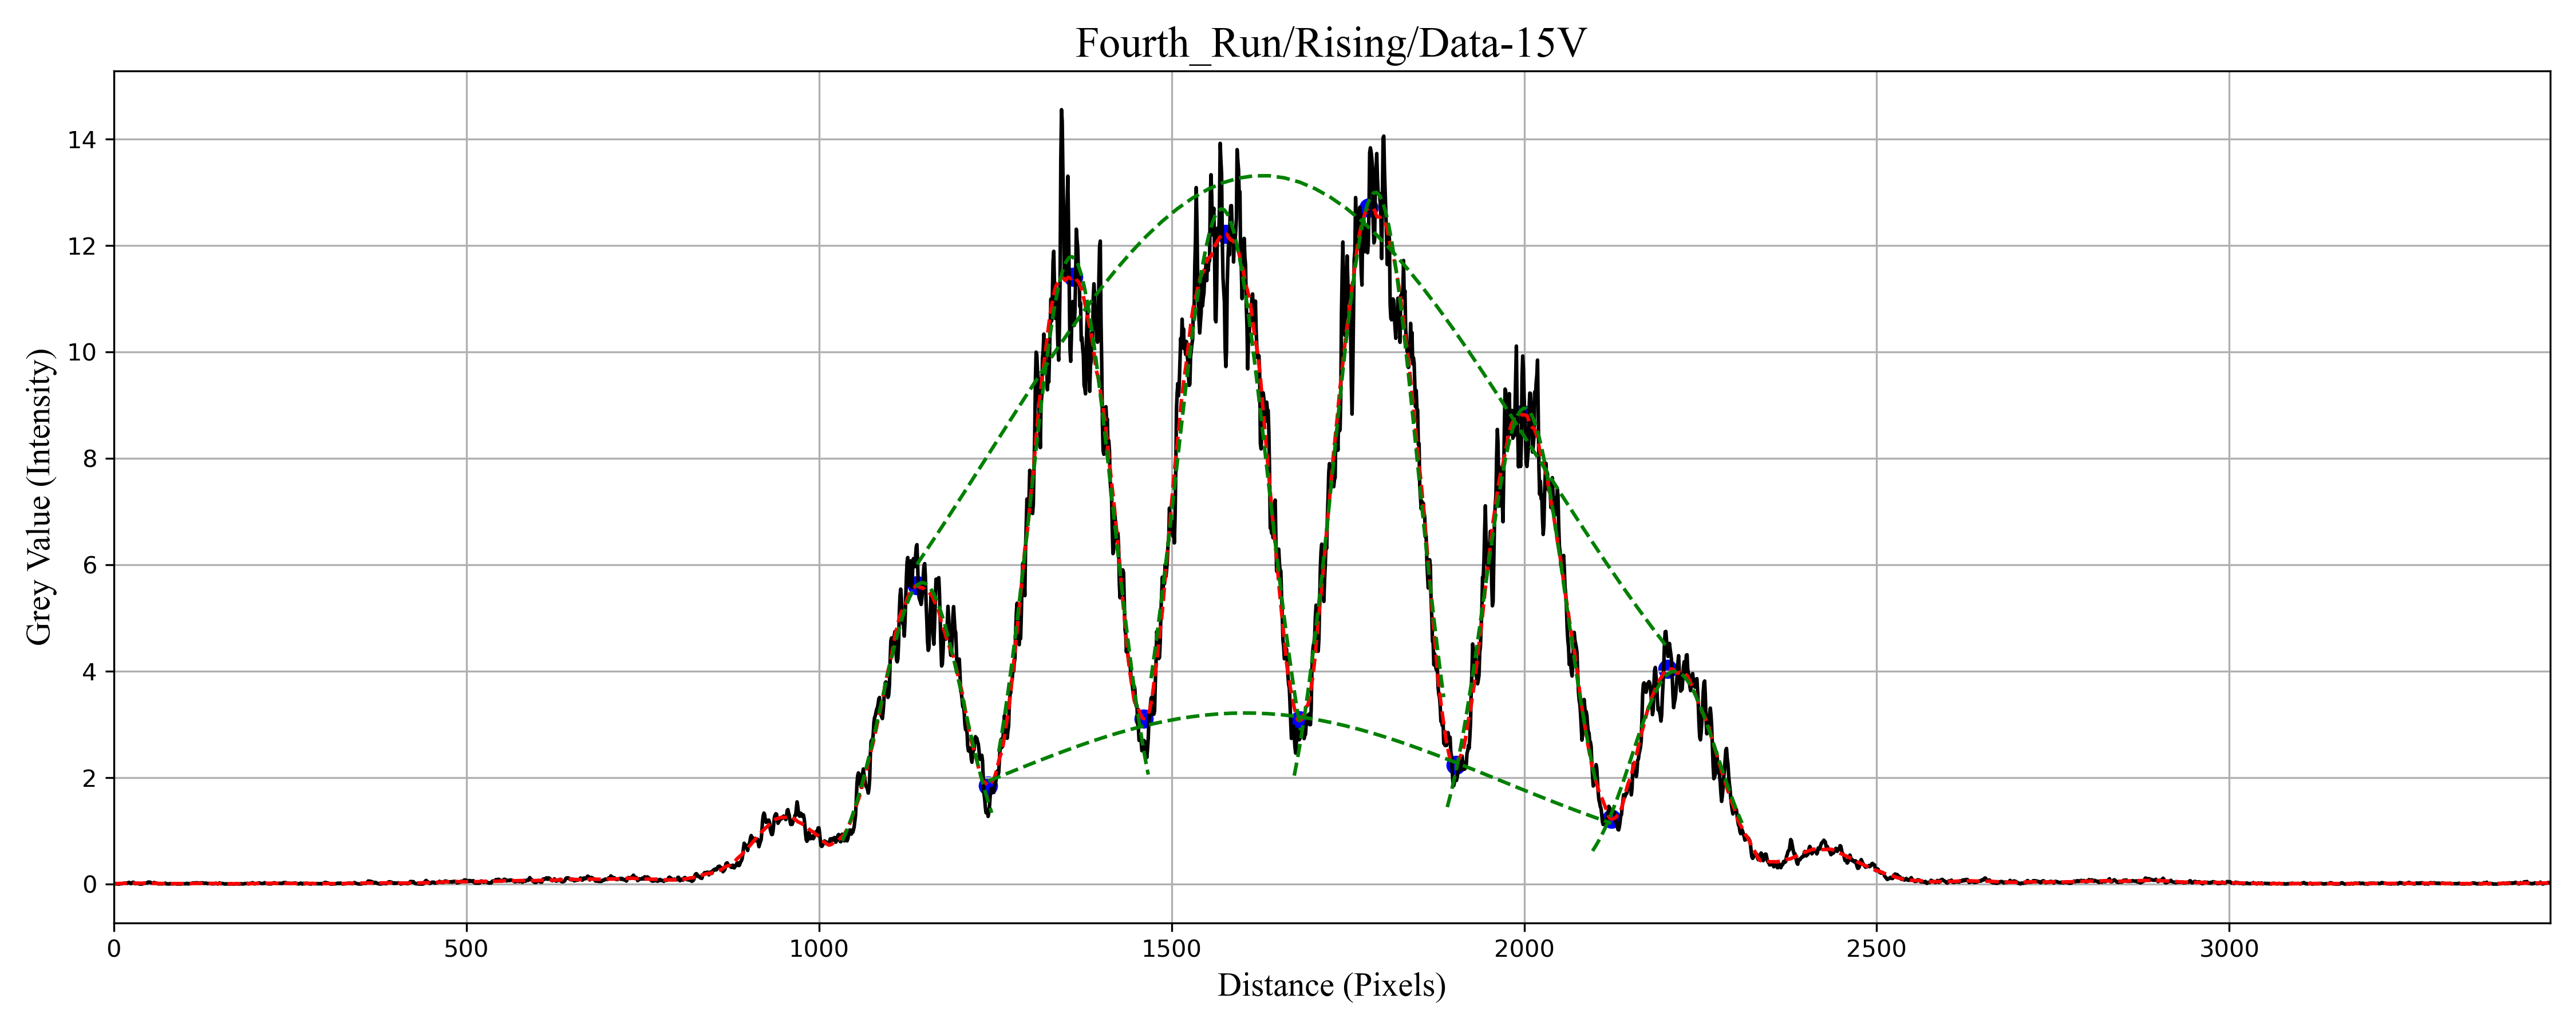 Fourth_Run/Rising/Data-15V
14
12
10
8
6
4
2
0
Grey Value (Intensity)
0 500 1000 1500 2000 2500 3000
Distance (Pixels)